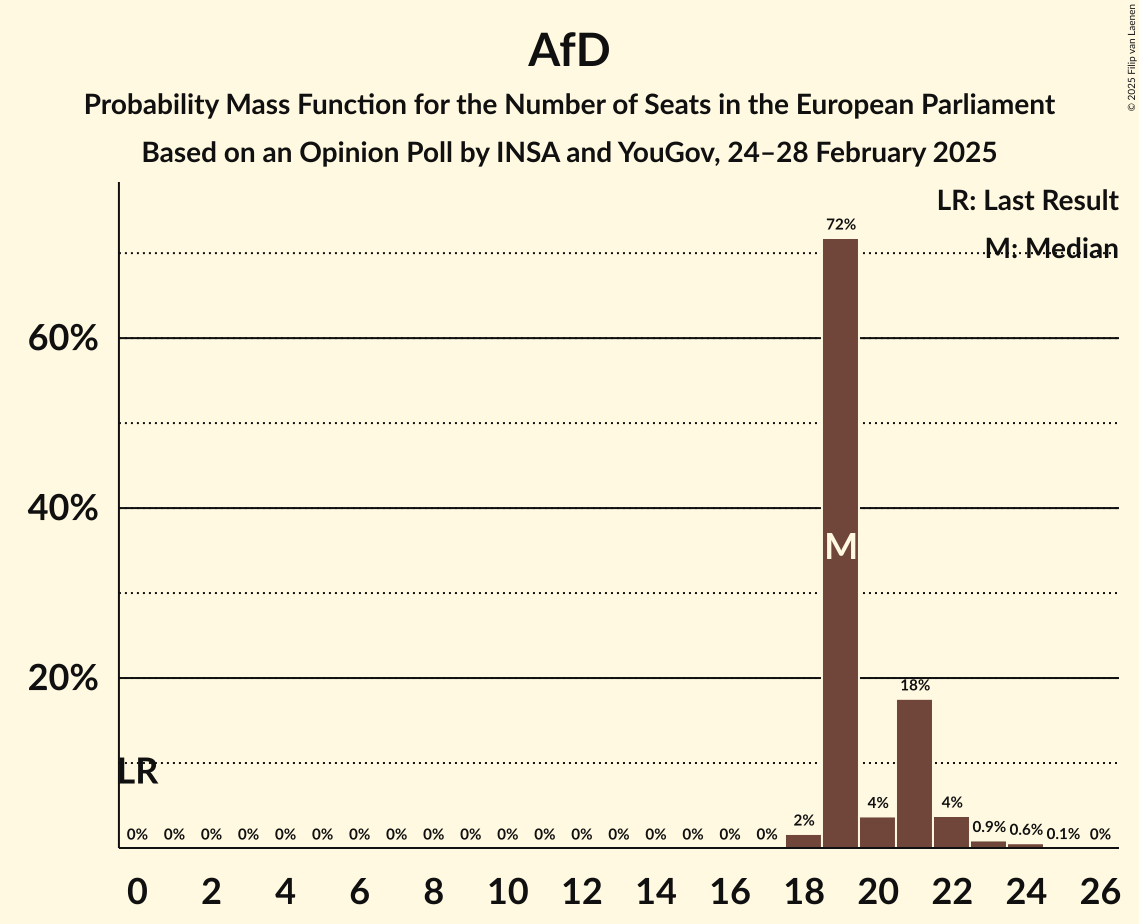 AfD
Probability Mass Function for the Number of Seats in the European Parliament
Based on an Opinion Poll by INSA and YouGov, 24–28 February 2025
© 2025 Filip van Laenen
LR: Last Result
M: Median
72%
60%
40%
M
20%
18%
LR
0% 0% 0% 0% 0% 0% 0% 0% 0% 0% 0% 0% 0% 0% 0% 0% 0% 0% 2% 4% 4% 0.9% 0.6% 0.1% 0%
0 2 4 6 8 10 12 14 16 18 20 22 24 26